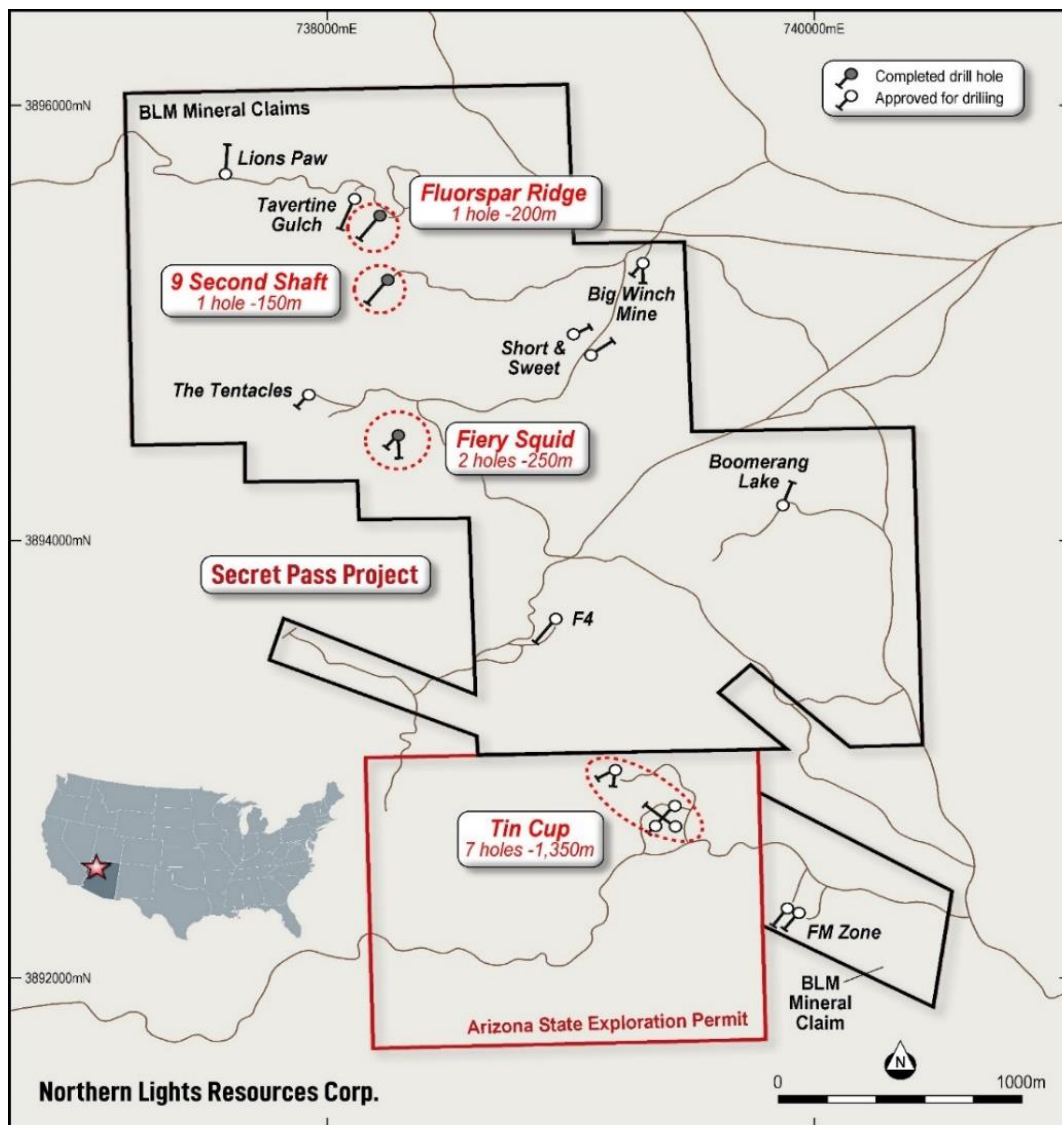 738000mE
740000mE
3896000mN
BLM Mineral Claims
Completed drill hole
Approved for drilling
Lions Paw
Tavertine
Gulch
Fluorspar Ridge
1 hole -200m
9 Second Shaft
1 hole -150m
Big Winch
Mine
Short &
Sweet
The Tentacles
Fiery Squid
2 holes -250m
Boomerang
Lake
3894000mN
Secret Pass Project
F4
Tin Cup
7 holes -1,350m
FM Zone
3892000mN
BLM
Mineral
Claim
Arizona State Exploration Permit
N
Northern Lights Resources Corp.
0
1000m